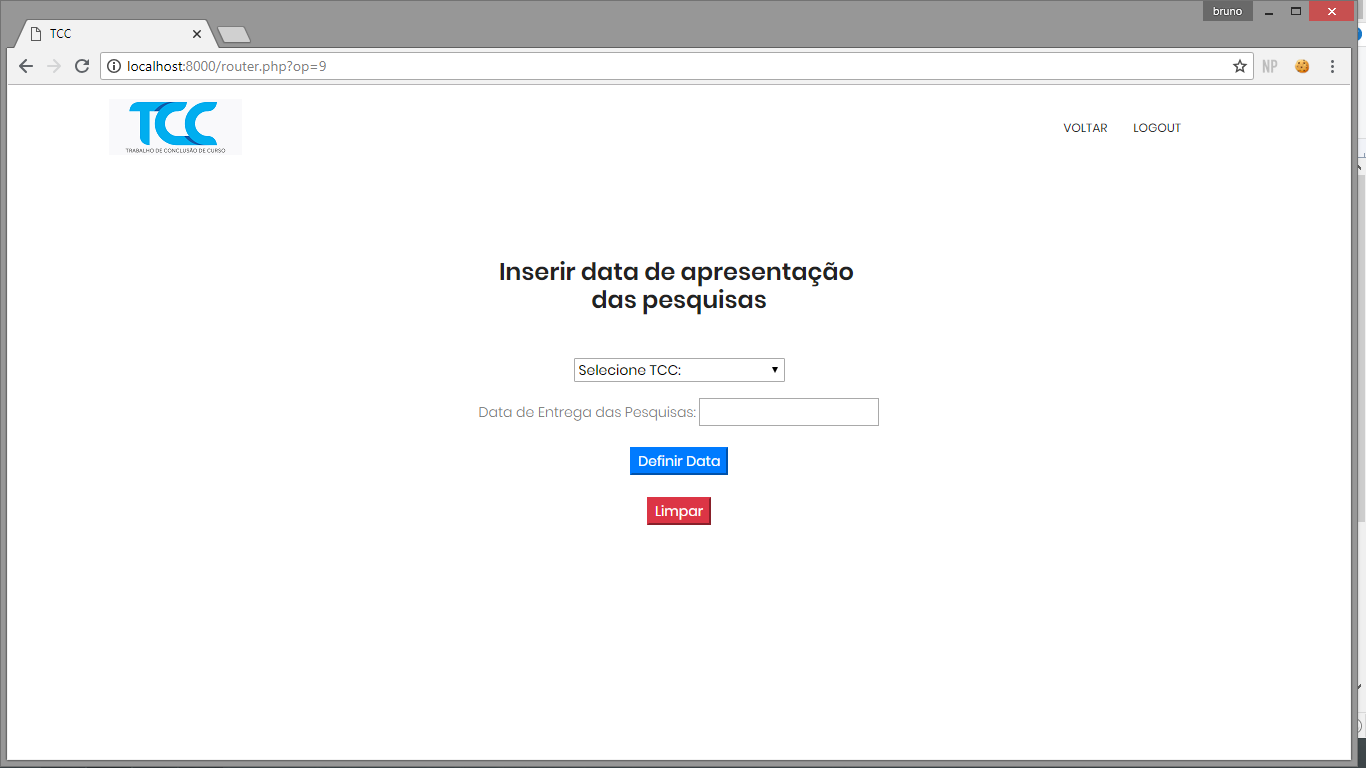 bruno
TCC
localhost:8000/router.php?op=9
NP
TCC
TRABALHO DE CONCLUSÃO DE CURSO
VOLTAR LOGOUT
Inserir data de apresentação
das pesquisas
Selecione TCC:
Data de Entrega das Pesquisas:
Definir Data
Limpar